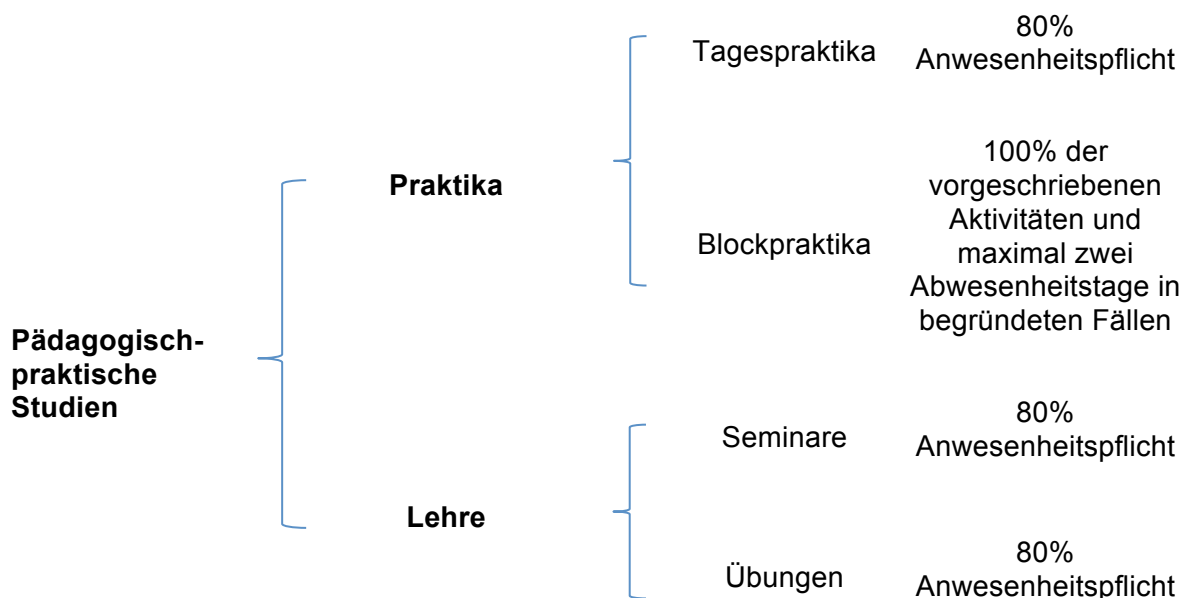 Tagespraktika
80%
Anwesenheitspflicht
Praktika
Blockpraktika
100% der
vorgeschriebenen
Aktivitäten und
maximal zwei
Abwesenheitstage in
begründeten Fällen
Pädagogisch-
praktische
Studien
Seminare
80%
Anwesenheitspflicht
Lehre
Übungen
80%
Anwesenheitspflicht